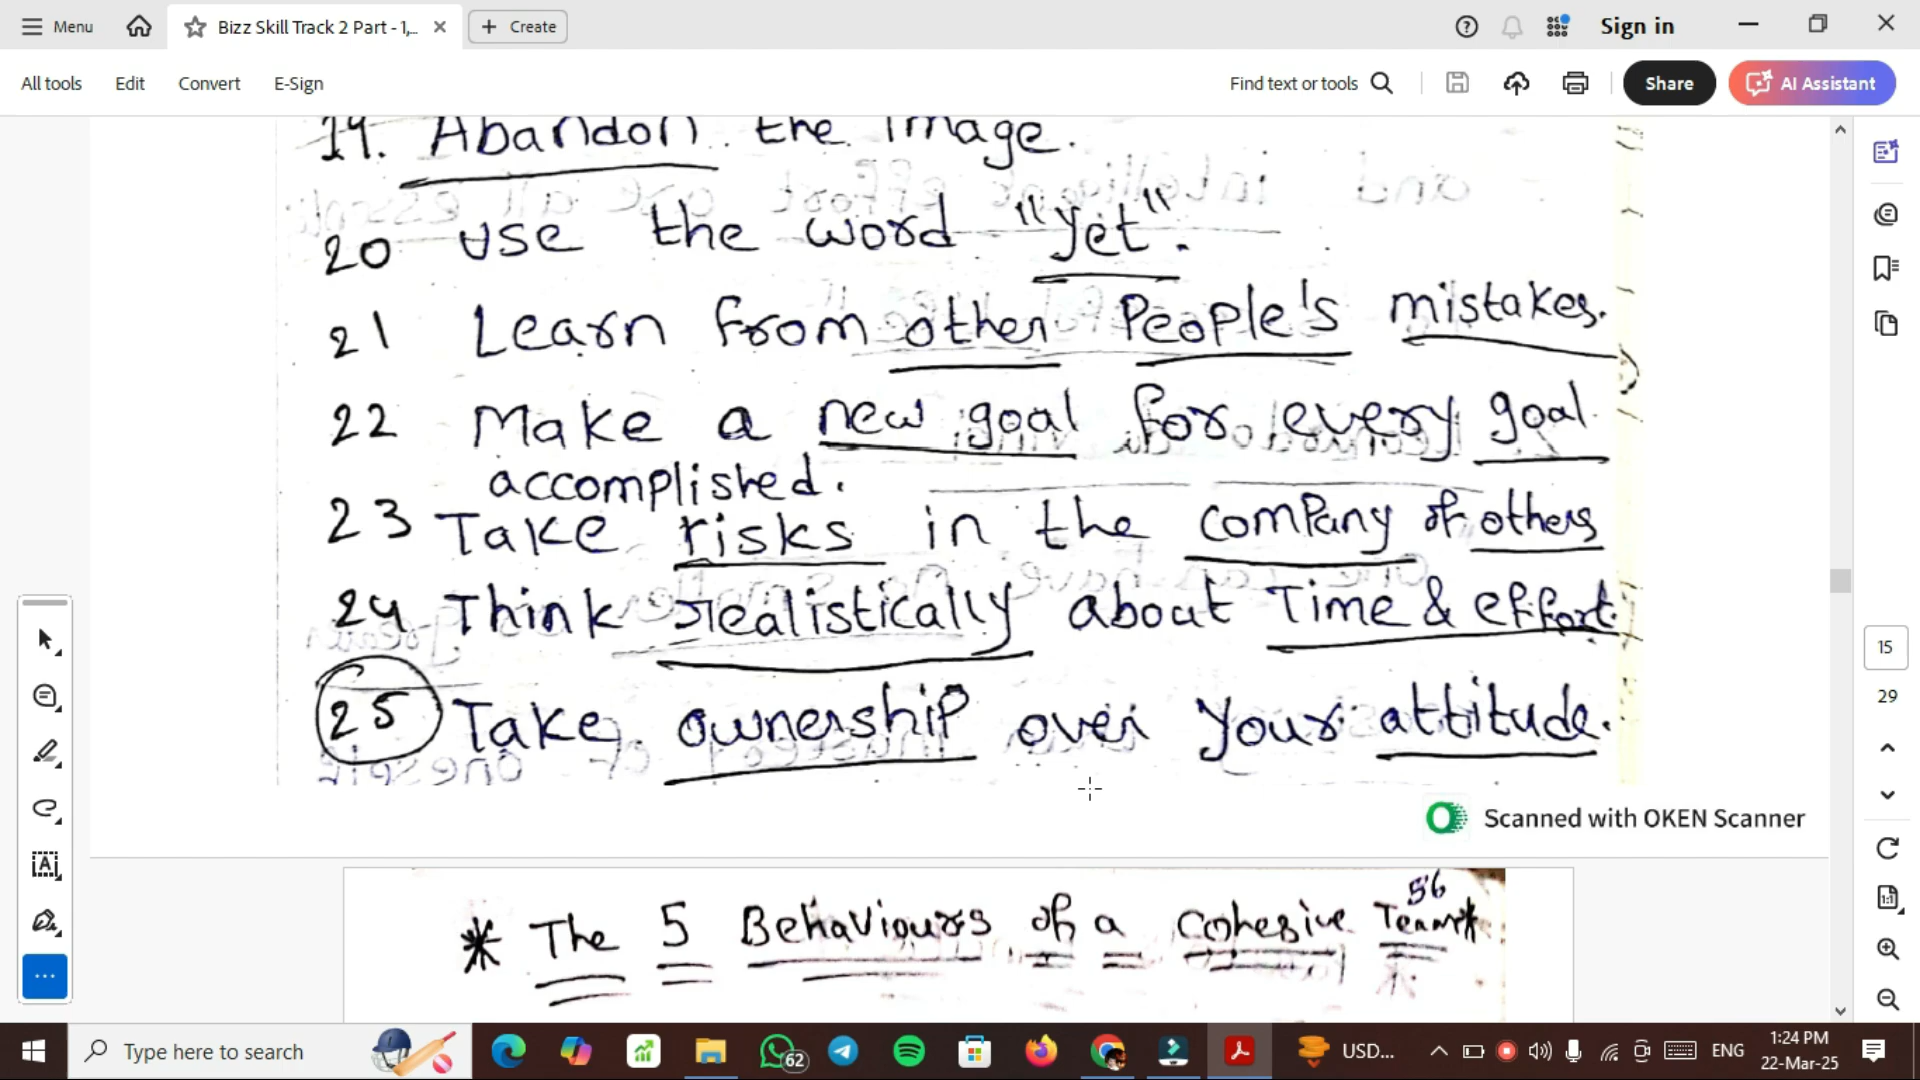 Menu
Bizz Skill Track 2 Part - 1,...
Create
Sign in
All tools Edit Convert E-Sign
Find text or tools
Share
AI Assistant
19. Abandon the image.
20 Use the word "yet".
21 Learn from other People's mistakes.
22 Make a new goal for every goal
accomplished.
23 Take risks in the company of others
24 Think realistically about Time & effort.
25 Take ownership over your attitude.
15
29
Scanned with OKEN Scanner
56
* The 5 Behaviours of a Cohesive Team *
Type here to search
62
USD...
ENG
1:24 PM
22-Mar-25